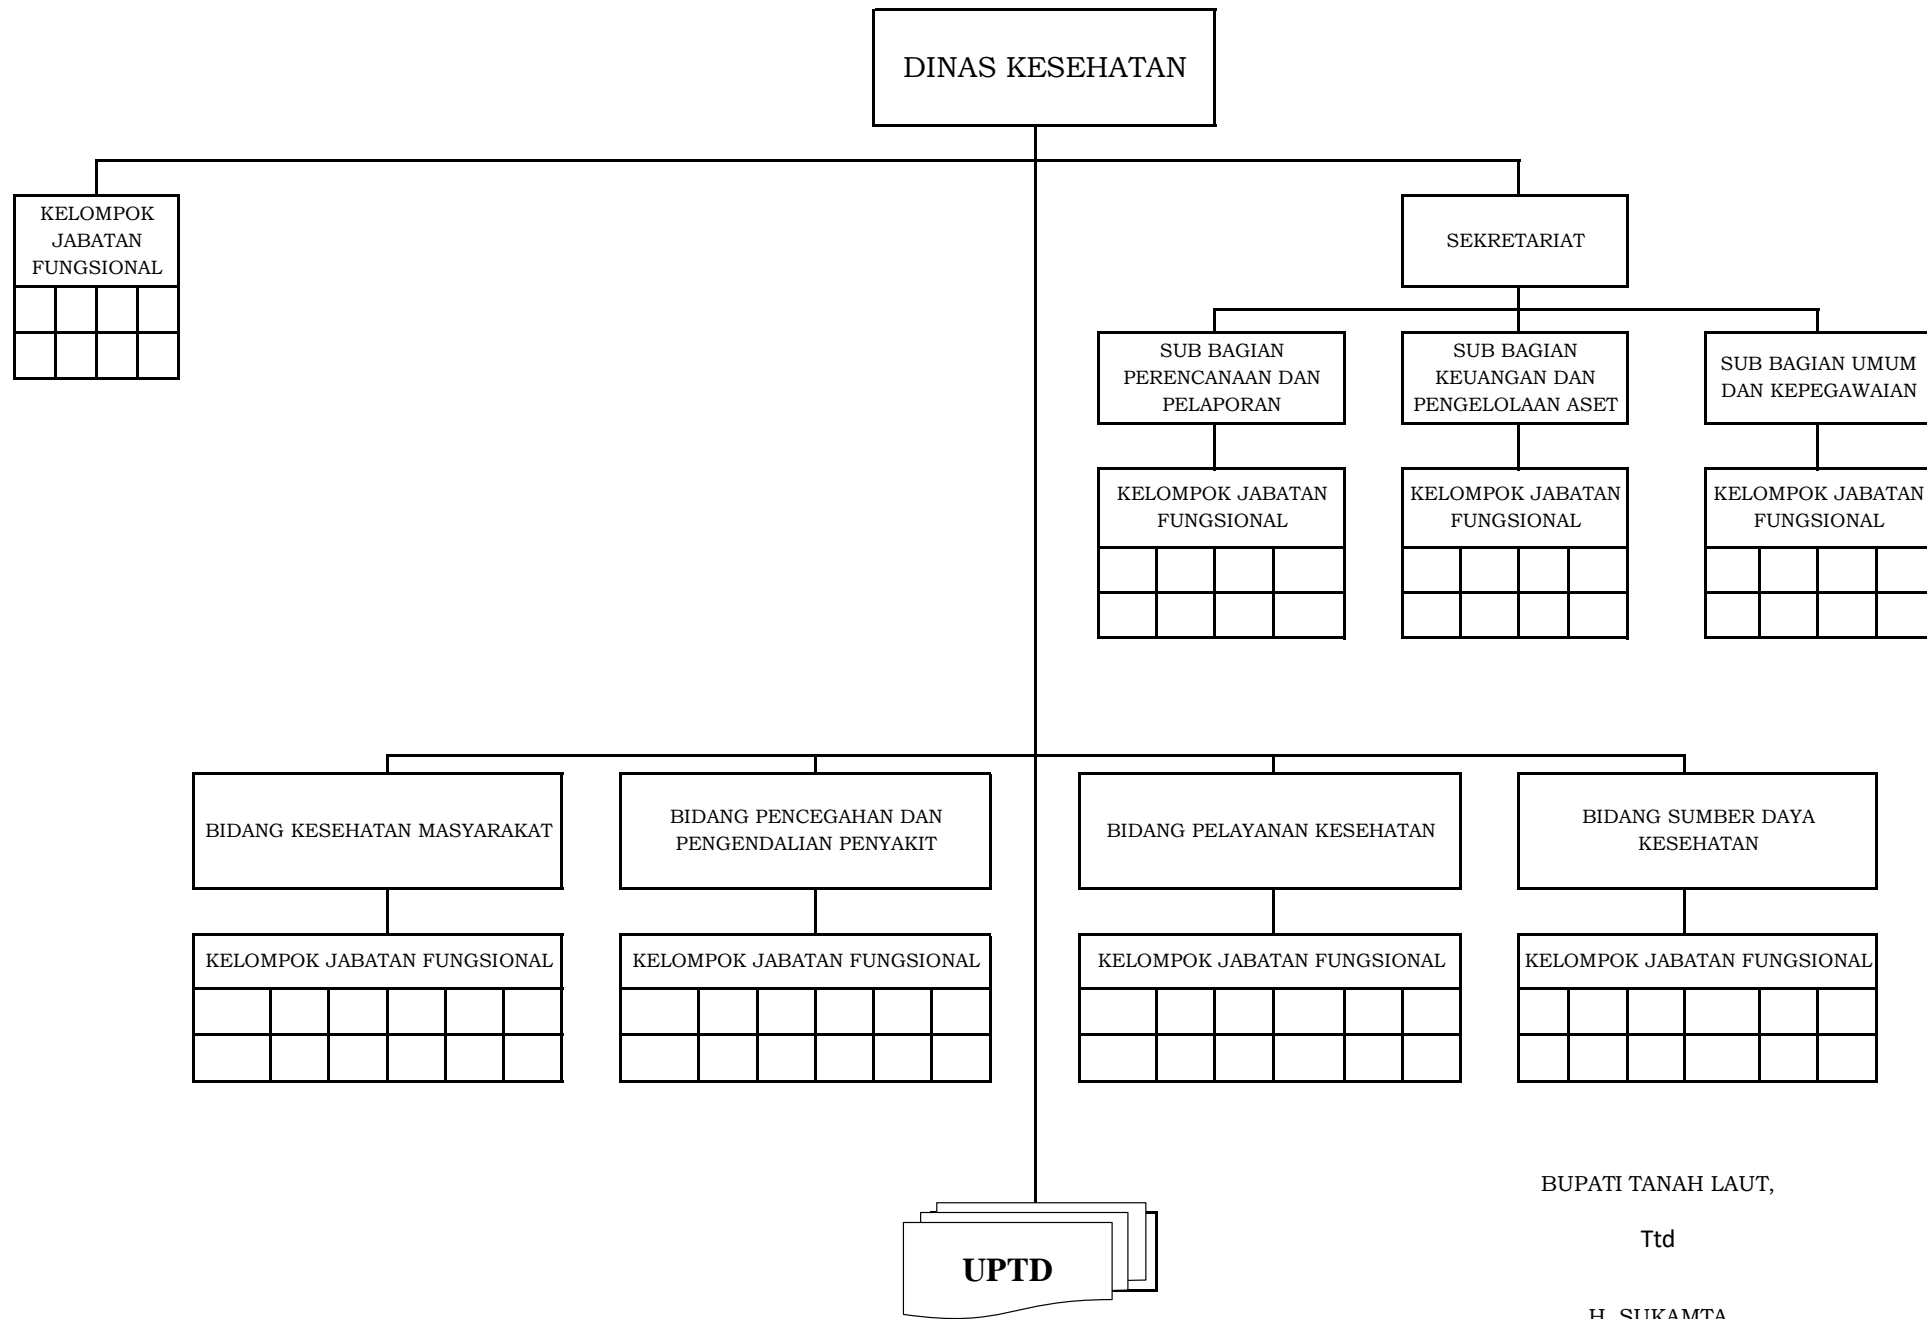 DINAS KESEHATAN
KELOMPOK
JABATAN
FUNGSIONAL
SEKRETARIAT
SUB BAGIAN
PERENCANAAN DAN
PELAPORAN
SUB BAGIAN
KEUANGAN DAN
PENGELOLAAN ASET
SUB BAGIAN UMUM
DAN KEPEGAWAIAN
KELOMPOK JABATAN
FUNGSIONAL
KELOMPOK JABATAN
FUNGSIONAL
KELOMPOK JABATAN
FUNGSIONAL
BIDANG KESEHATAN MASYARAKAT
BIDANG PENCEGAHAN DAN
PENGENDALIAN PENYAKIT
BIDANG PELAYANAN KESEHATAN
BIDANG SUMBER DAYA
KESEHATAN
KELOMPOK JABATAN FUNGSIONAL
KELOMPOK JABATAN FUNGSIONAL
KELOMPOK JABATAN FUNGSIONAL
KELOMPOK JABATAN FUNGSIONAL
UPTD
BUPATI TANAH LAUT,
Ttd
H. SUKAMTA